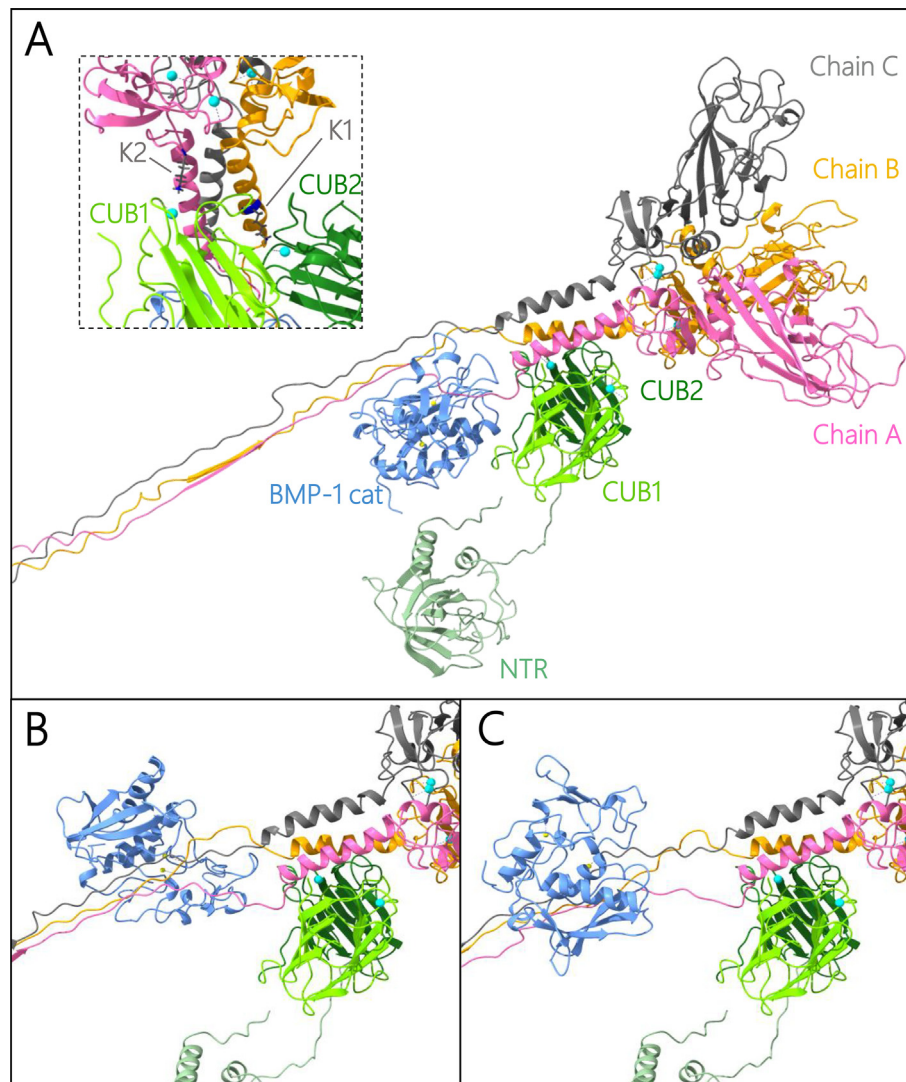 A
K2
K1
CUB1
CUB2
Chain C
Chain B
CUB2
Chain A
BMP-1 cat
CUB1
NTR
B
C